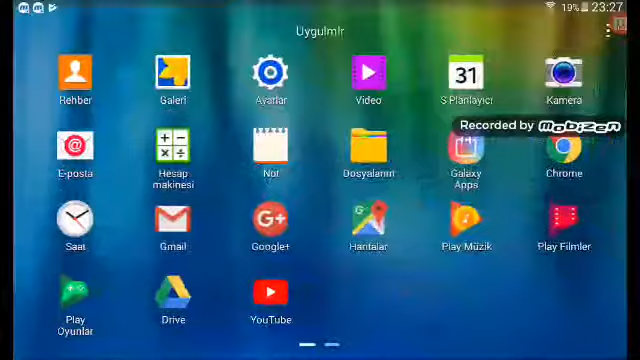 19% 23:27
Uygulmlr
Rehber
Galeri
Ayarlar
Video
31
S Planlayıcı
Kamera
Recorded by mobizen
E-posta
Hesap
makinesi
Not
Dosyalarım
Galaxy
Apps
Chrome
Saat
Gmail
G+
Google+
Haritalar
Play Müzik
Play Filmler
Play
Oyunlar
Drive
YouTube